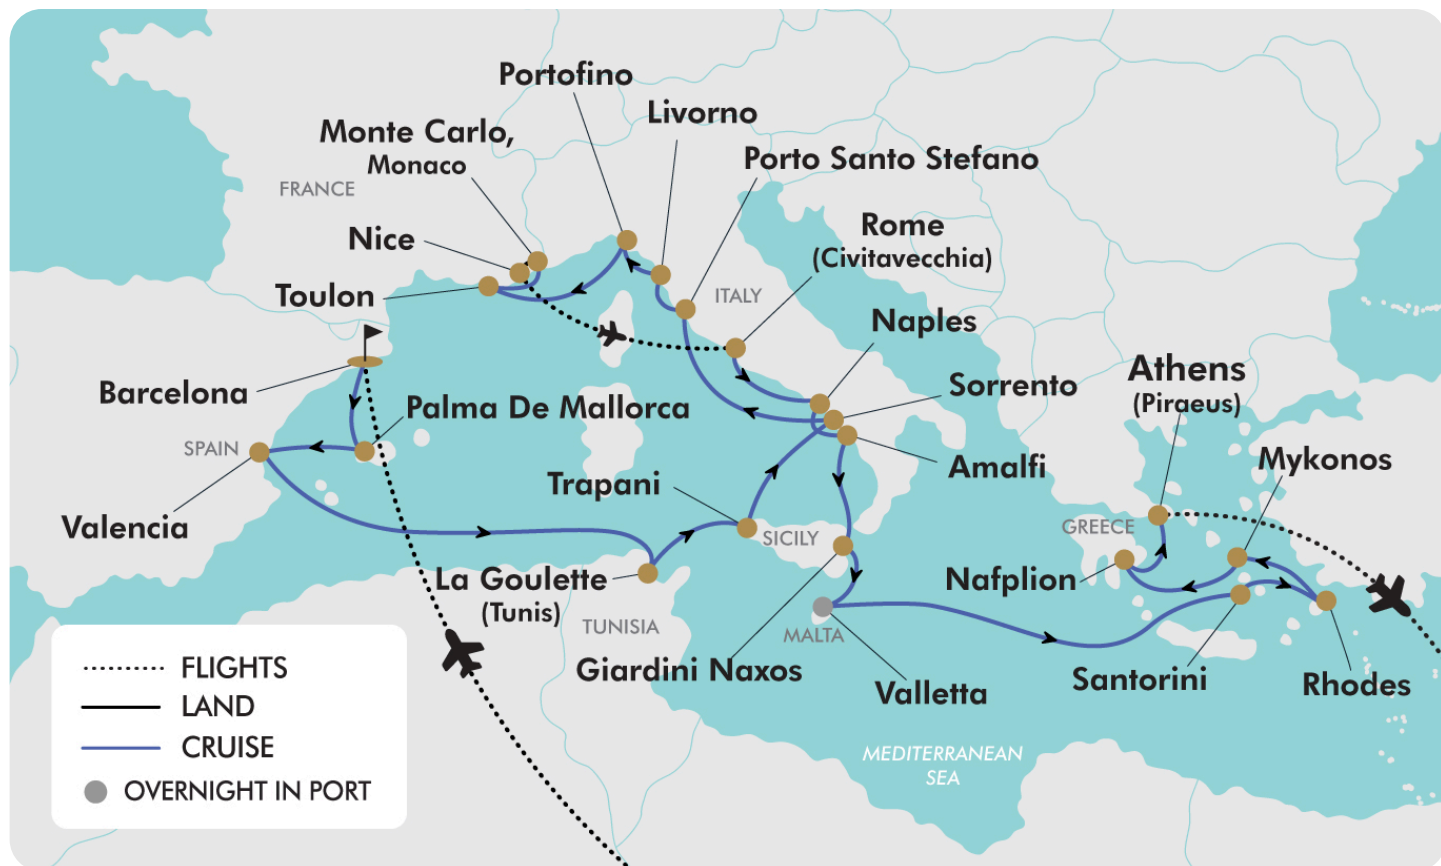 Portofino
Livorno
Monte Carlo,
Monaco
Porto Santo Stefano
FRANCE
Rome
(Civitavecchia)
Nice
Toulon
ITALY
Naples
Barcelona
Athens
(Piraeus)
Sorrento
Palma De Mallorca
SPAIN
Amalfi
Mykonos
Trapani
Valencia
SICILY
GREECE
La Goulette
(Tunis)
Nafplion
TUNISIA
MALTA
Giardini Naxos
Valletta
Santorini
Rhodes
MEDITERRANEAN
SEA
FLIGHTS
LAND
CRUISE
OVERNIGHT IN PORT